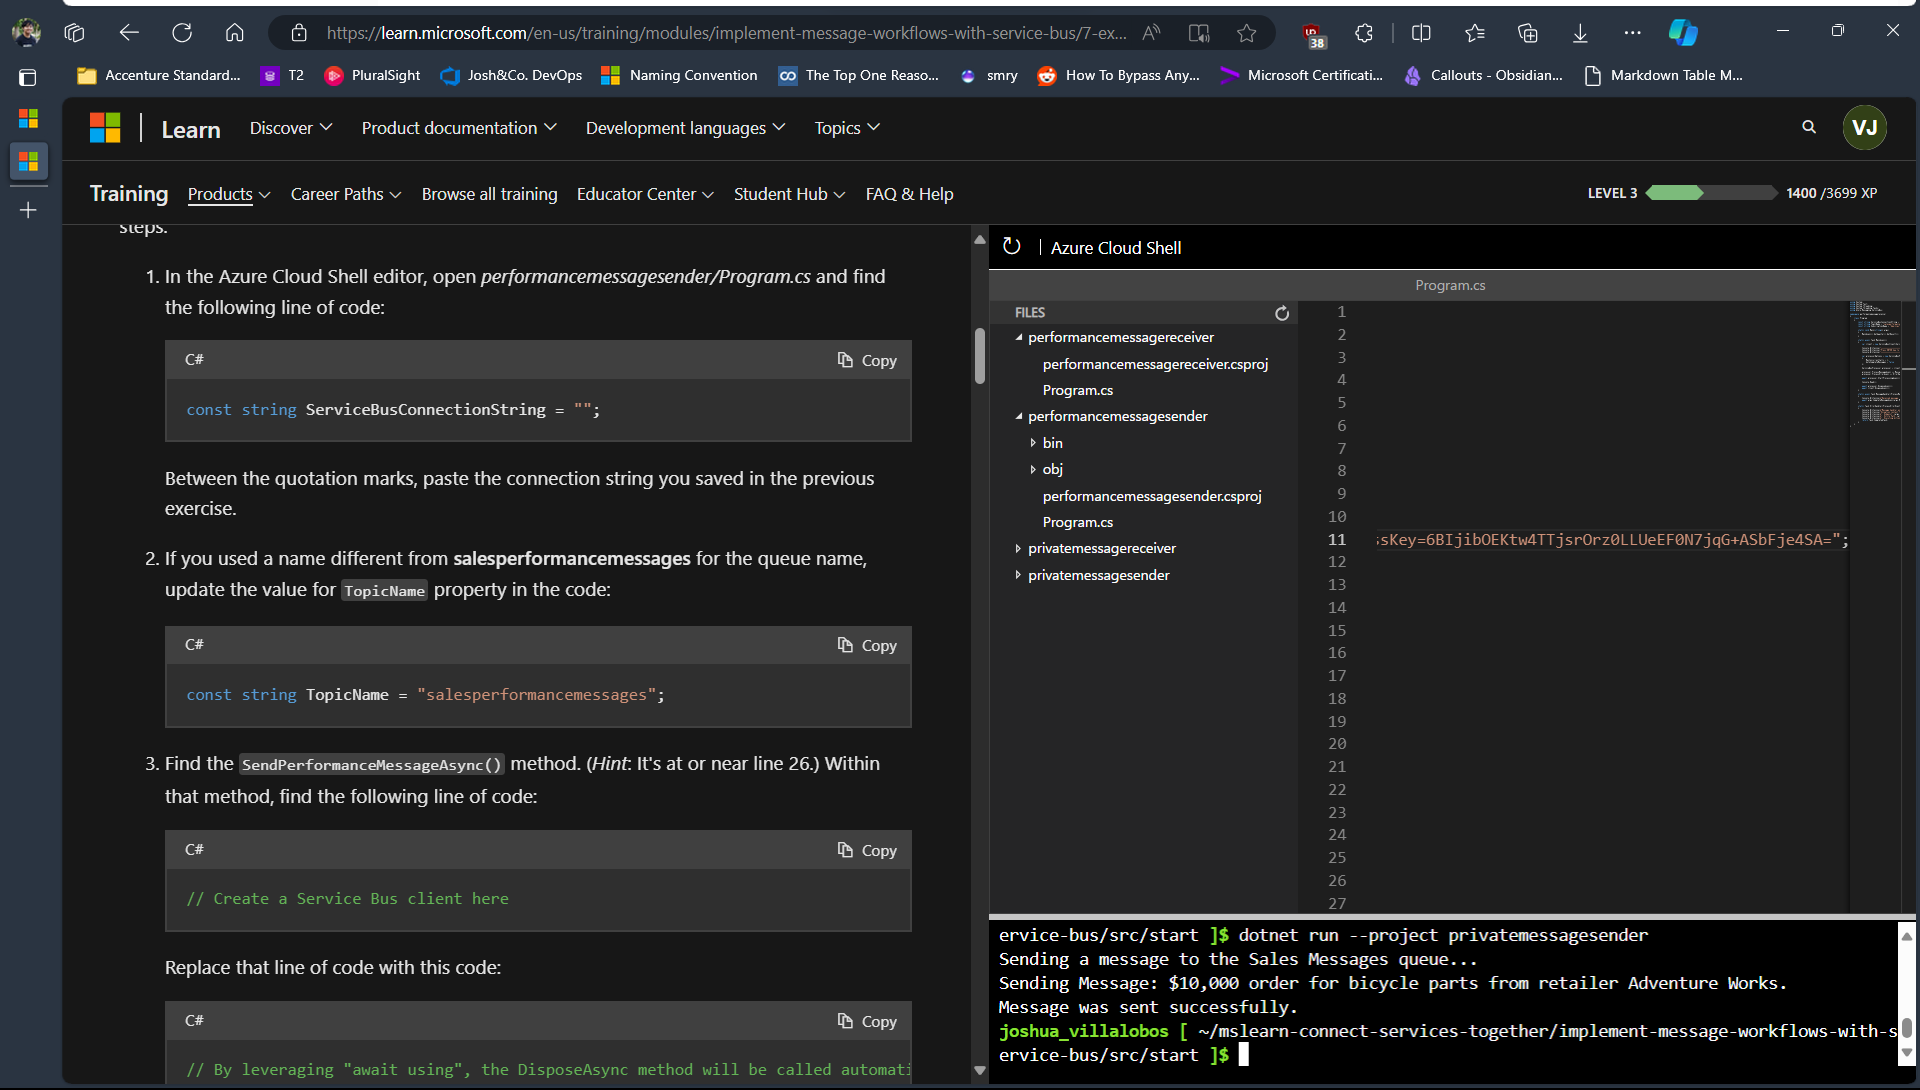 https://learn.microsoft.com/en-us/training/modules/implement-message-workflows-with-service-bus/7-ex...
38
Accenture Standard...
T2
PluralSight
Josh&Co. DevOps
Naming Convention
The Top One Reaso...
smry
How To Bypass Any...
Microsoft Certificati...
Callouts - Obsidian...
Markdown Table M...
Learn
Discover
Product documentation
Development languages
Topics
VJ
Training
Products
Career Paths
Browse all training
Educator Center
Student Hub
FAQ & Help
LEVEL 3
1400 /3699 XP
steps.
1. In the Azure Cloud Shell editor, open performancemessagesender/Program.cs and find
the following line of code:
C#
Copy
const string ServiceBusConnectionString = "";
Between the quotation marks, paste the connection string you saved in the previous
exercise.
2. If you used a name different from salesperformancemessages for the queue name,
update the value for TopicName property in the code:
C#
Copy
const string TopicName = "salesperformancemessages";
3. Find the SendPerformanceMessageAsync() method. (Hint: It's at or near line 26.) Within
that method, find the following line of code:
C#
Copy
// Create a Service Bus client here
Replace that line of code with this code:
C#
Copy
// By leveraging "await using", the DisposeAsync method will be called automati
Azure Cloud Shell
Program.cs
FILES
performancemessagereceiver
performancemessagereceiver.csproj
Program.cs
performancemessagesender
bin
obj
performancemessagesender.csproj
Program.cs
privatemessagereceiver
privatemessagesender
1
2
3
4
5
6
7
8
9
10
11 sKey=6BIjibOEKtw4TTjsrOrz0LLUeEF0N7jqG+ASbFje4SA=";
12
13
14
15
16
17
18
19
20
21
22
23
24
25
26
27
ervice-bus/src/start ]$ dotnet run --project privatemessagesender
Sending a message to the Sales Messages queue...
Sending Message: $10,000 order for bicycle parts from retailer Adventure Works.
Message was sent successfully.
joshua_villalobos [ ~/mslearn-connect-services-together/implement-message-workflows-with-s
ervice-bus/src/start ]$